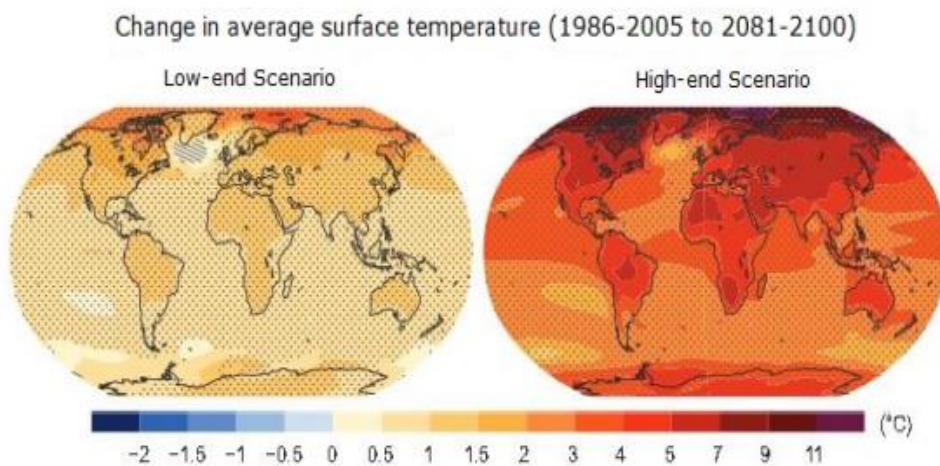 Change in average surface temperature (1986-2005 to 2081-2100)
Low-end Scenario
High-end Scenario
(°C)
−2 −1.5 −1 −0.5 0 0.5 1 1.5 2 3 4 5 7 9 11